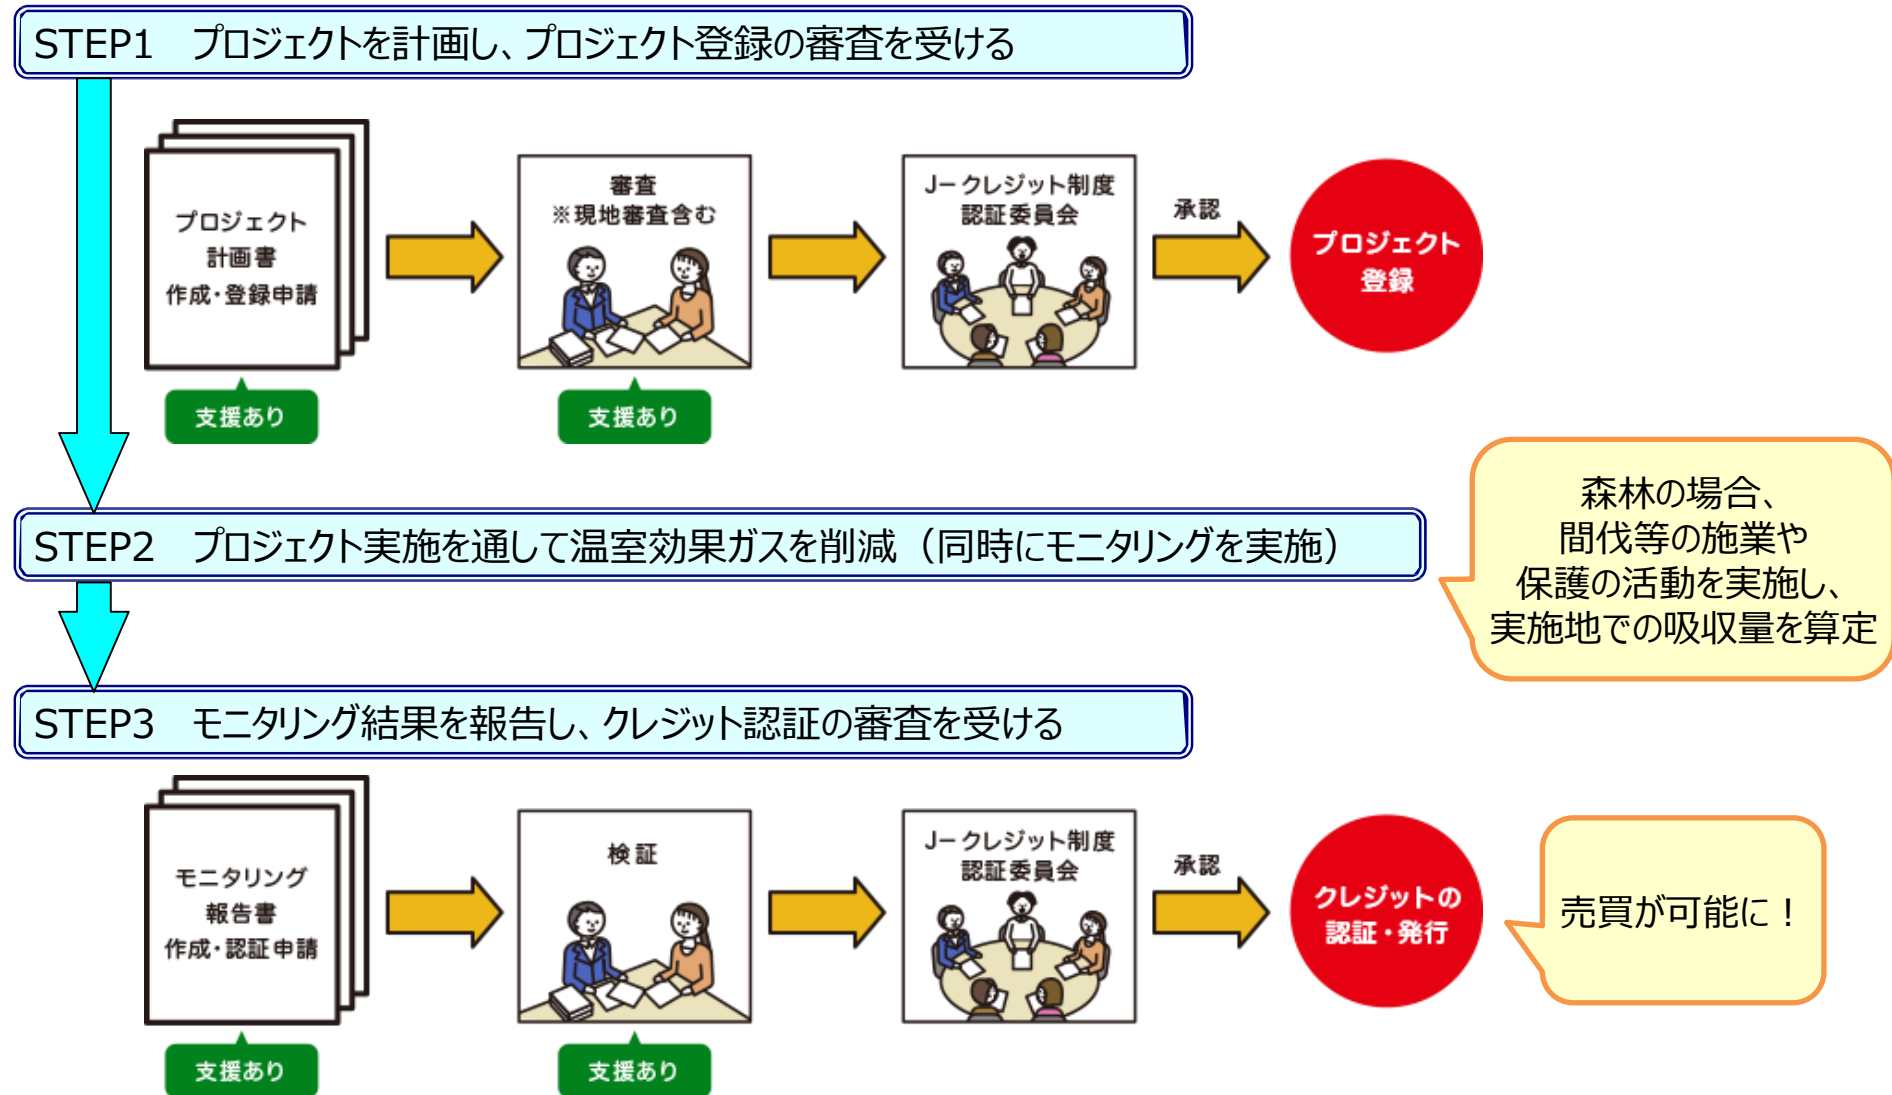 STEP1　プロジェクトを計画し、プロジェクト登録の審査を受ける
プロジェクト
計画書
作成・登録申請
支援あり
審査
※現地審査含む
支援あり
J－クレジット制度
認証委員会
承認
プロジェクト
登録
STEP2　プロジェクト実施を通して温室効果ガスを削減（同時にモニタリングを実施）
森林の場合、
間伐等の施業や
保護の活動を実施し、
実施地での吸収量を算定
STEP3　モニタリング結果を報告し、クレジット認証の審査を受ける
モニタリング
報告書
作成・認証申請
支援あり
検証
支援あり
J－クレジット制度
認証委員会
承認
クレジットの
認証・発行
売買が可能に！